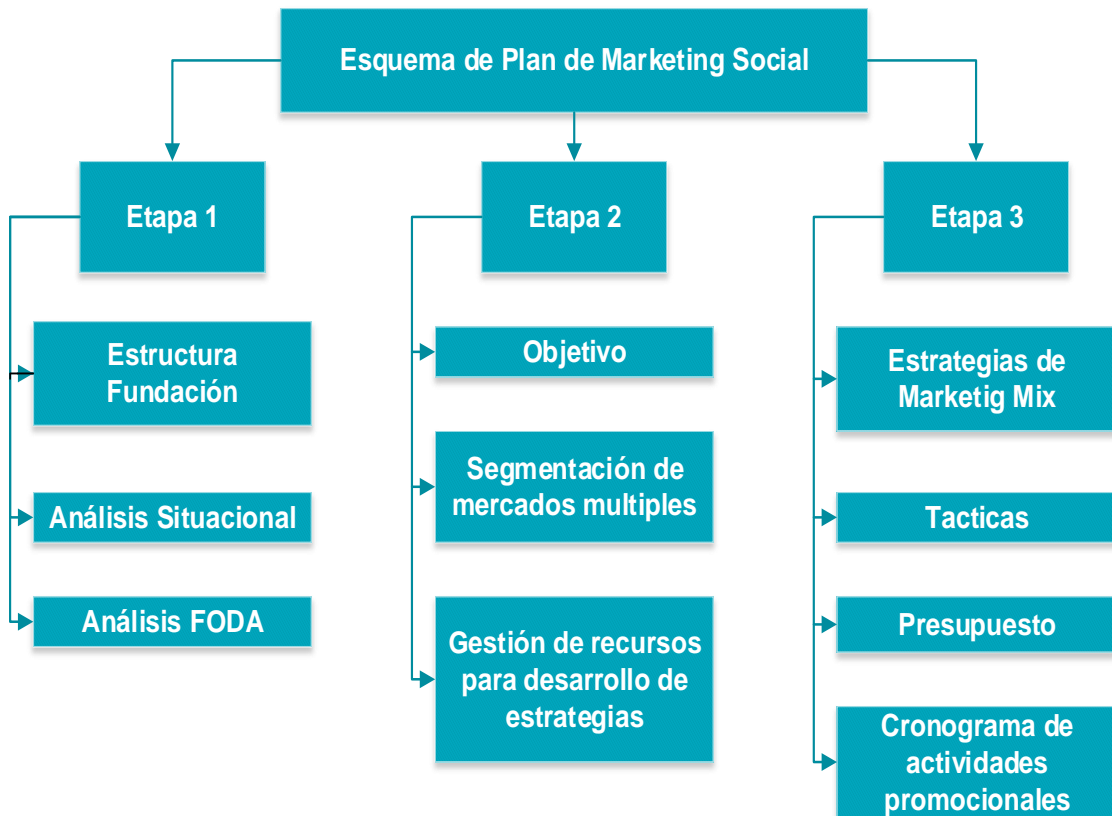 Esquema de Plan de Marketing Social
Etapa 1
Estructura
Fundación
Análisis Situacional
Análisis FODA
Etapa 2
Objetivo
Segmentación de
mercados multiples
Gestión de recursos
para desarrollo de
estrategias
Etapa 3
Estrategias de
Marketig Mix
Tacticas
Presupuesto
Cronograma de
actividades
promocionales